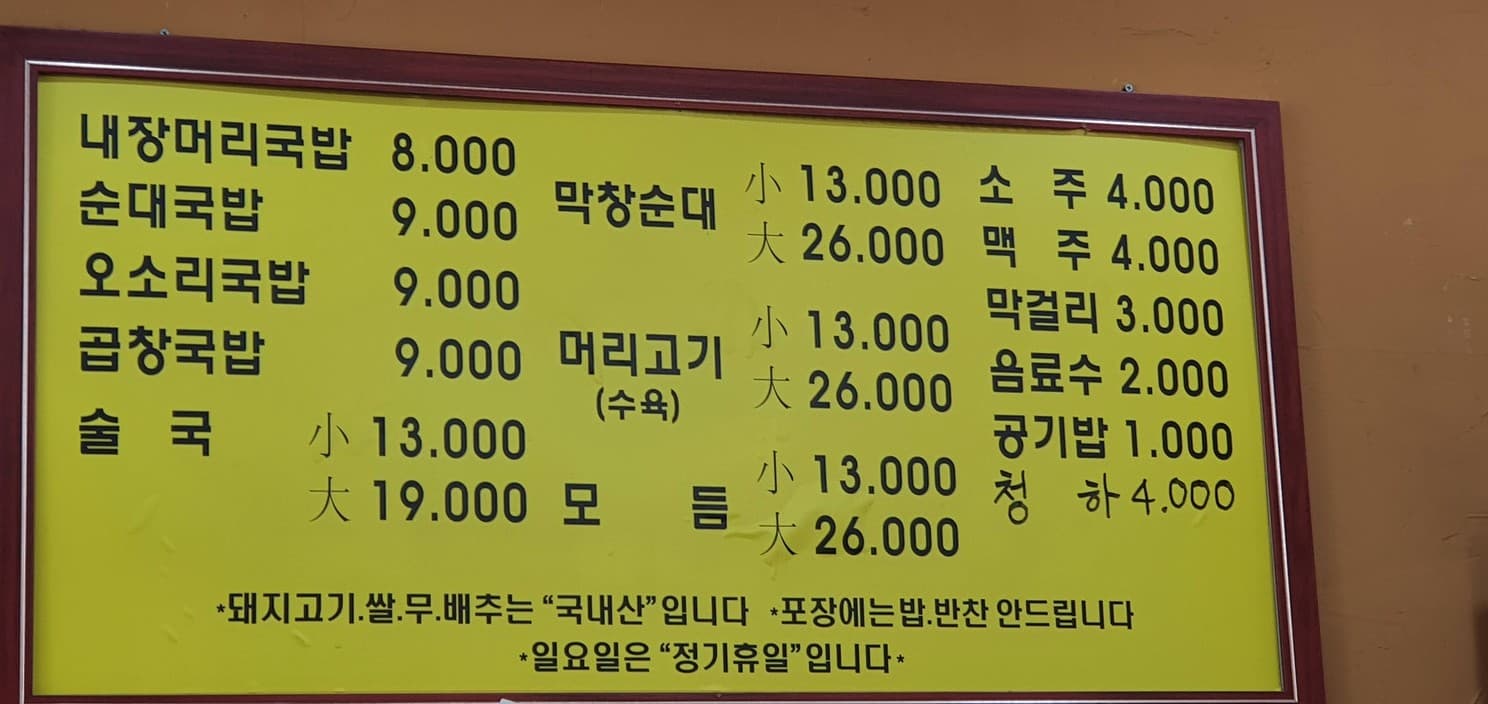 내장머리국밥 8.000
순대국밥 9.000
오소리국밥 9.000
곱창국밥 9.000
술 국 小 13.000
大 19.000
막창순대 小 13.000
大 26.000
머리고기 小 13.000
(수육) 大 26.000
모 듬 小 13.000
大 26.000
소 주 4.000
맥 주 4.000
막걸리 3.000
음료수 2.000
공기밥 1.000
청 하 4.000
*돼지고기.쌀.무.배추는 “국내산”입니다 *포장에는밥.반찬 안드립니다
*일요일은 “정기휴일”입니다*